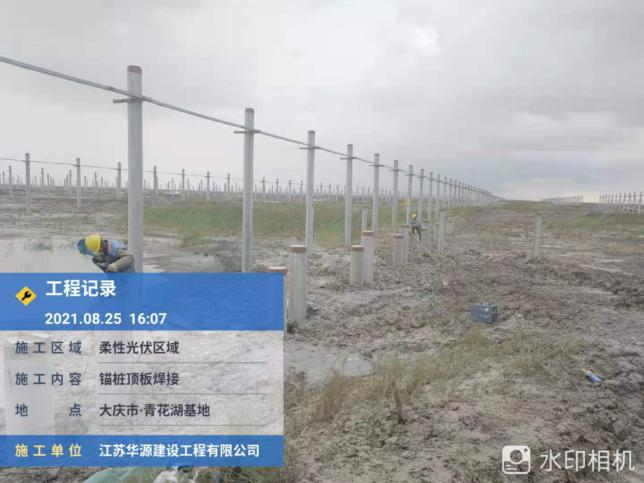 工程记录
2021.08.25 16:07
施工区域 柔性光伏区域
施工内容 锚桩顶板焊接
地点 大庆市·青花湖基地
施工单位 江苏华源建设工程有限公司
水印相机